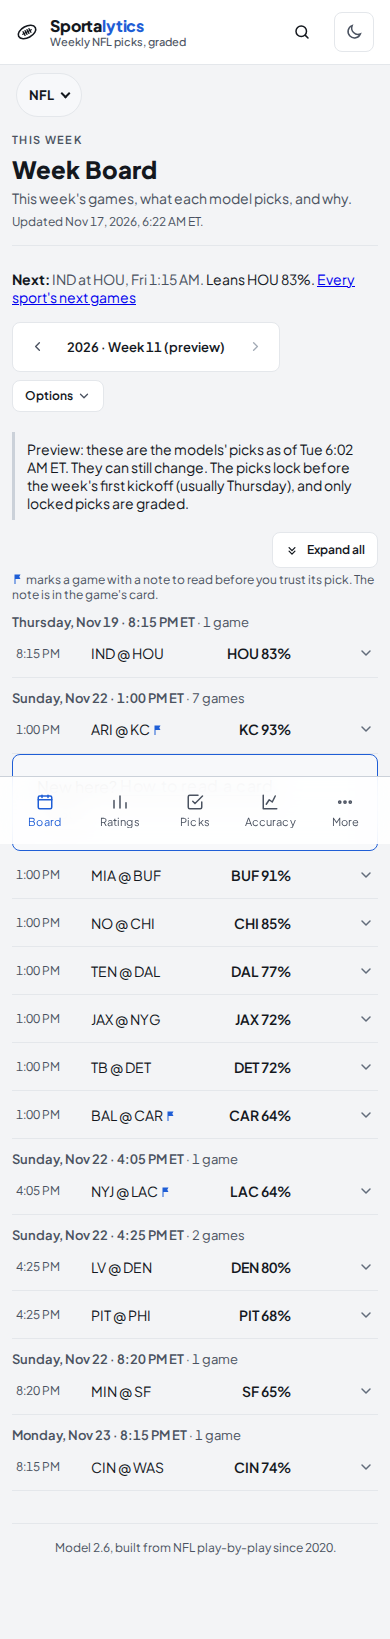 Sportalytics
Weekly NFL picks, graded
NFL
THIS WEEK
Week Board
This week's games, what each model picks, and why.
Updated Nov 17, 2026, 6:22 AM ET.
Next: IND at HOU, Fri 1:15 AM. Leans HOU 83%. Every
sport's next games
2026 · Week 11 (preview)
Options
Preview: these are the models' picks as of Tue 6:02
AM ET. They can still change. The picks lock before
the week's first kickoff (usually Thursday), and only
locked picks are graded.
Expand all
marks a game with a note to read before you trust its pick. The
note is in the game's card.
Thursday, Nov 19 · 8:15 PM ET · 1 game
8:15 PM IND @ HOU HOU 83%
Sunday, Nov 22 · 1:00 PM ET · 7 games
1:00 PM ARI @ KC KC 93%
Board Ratings Picks Accuracy More
1:00 PM MIA @ BUF BUF 91%
1:00 PM NO @ CHI CHI 85%
1:00 PM TEN @ DAL DAL 77%
1:00 PM JAX @ NYG JAX 72%
1:00 PM TB @ DET DET 72%
1:00 PM BAL @ CAR CAR 64%
Sunday, Nov 22 · 4:05 PM ET · 1 game
4:05 PM NYJ @ LAC LAC 64%
Sunday, Nov 22 · 4:25 PM ET · 2 games
4:25 PM LV @ DEN DEN 80%
4:25 PM PIT @ PHI PIT 68%
Sunday, Nov 22 · 8:20 PM ET · 1 game
8:20 PM MIN @ SF SF 65%
Monday, Nov 23 · 8:15 PM ET · 1 game
8:15 PM CIN @ WAS CIN 74%
Model 2.6, built from NFL play-by-play since 2020.